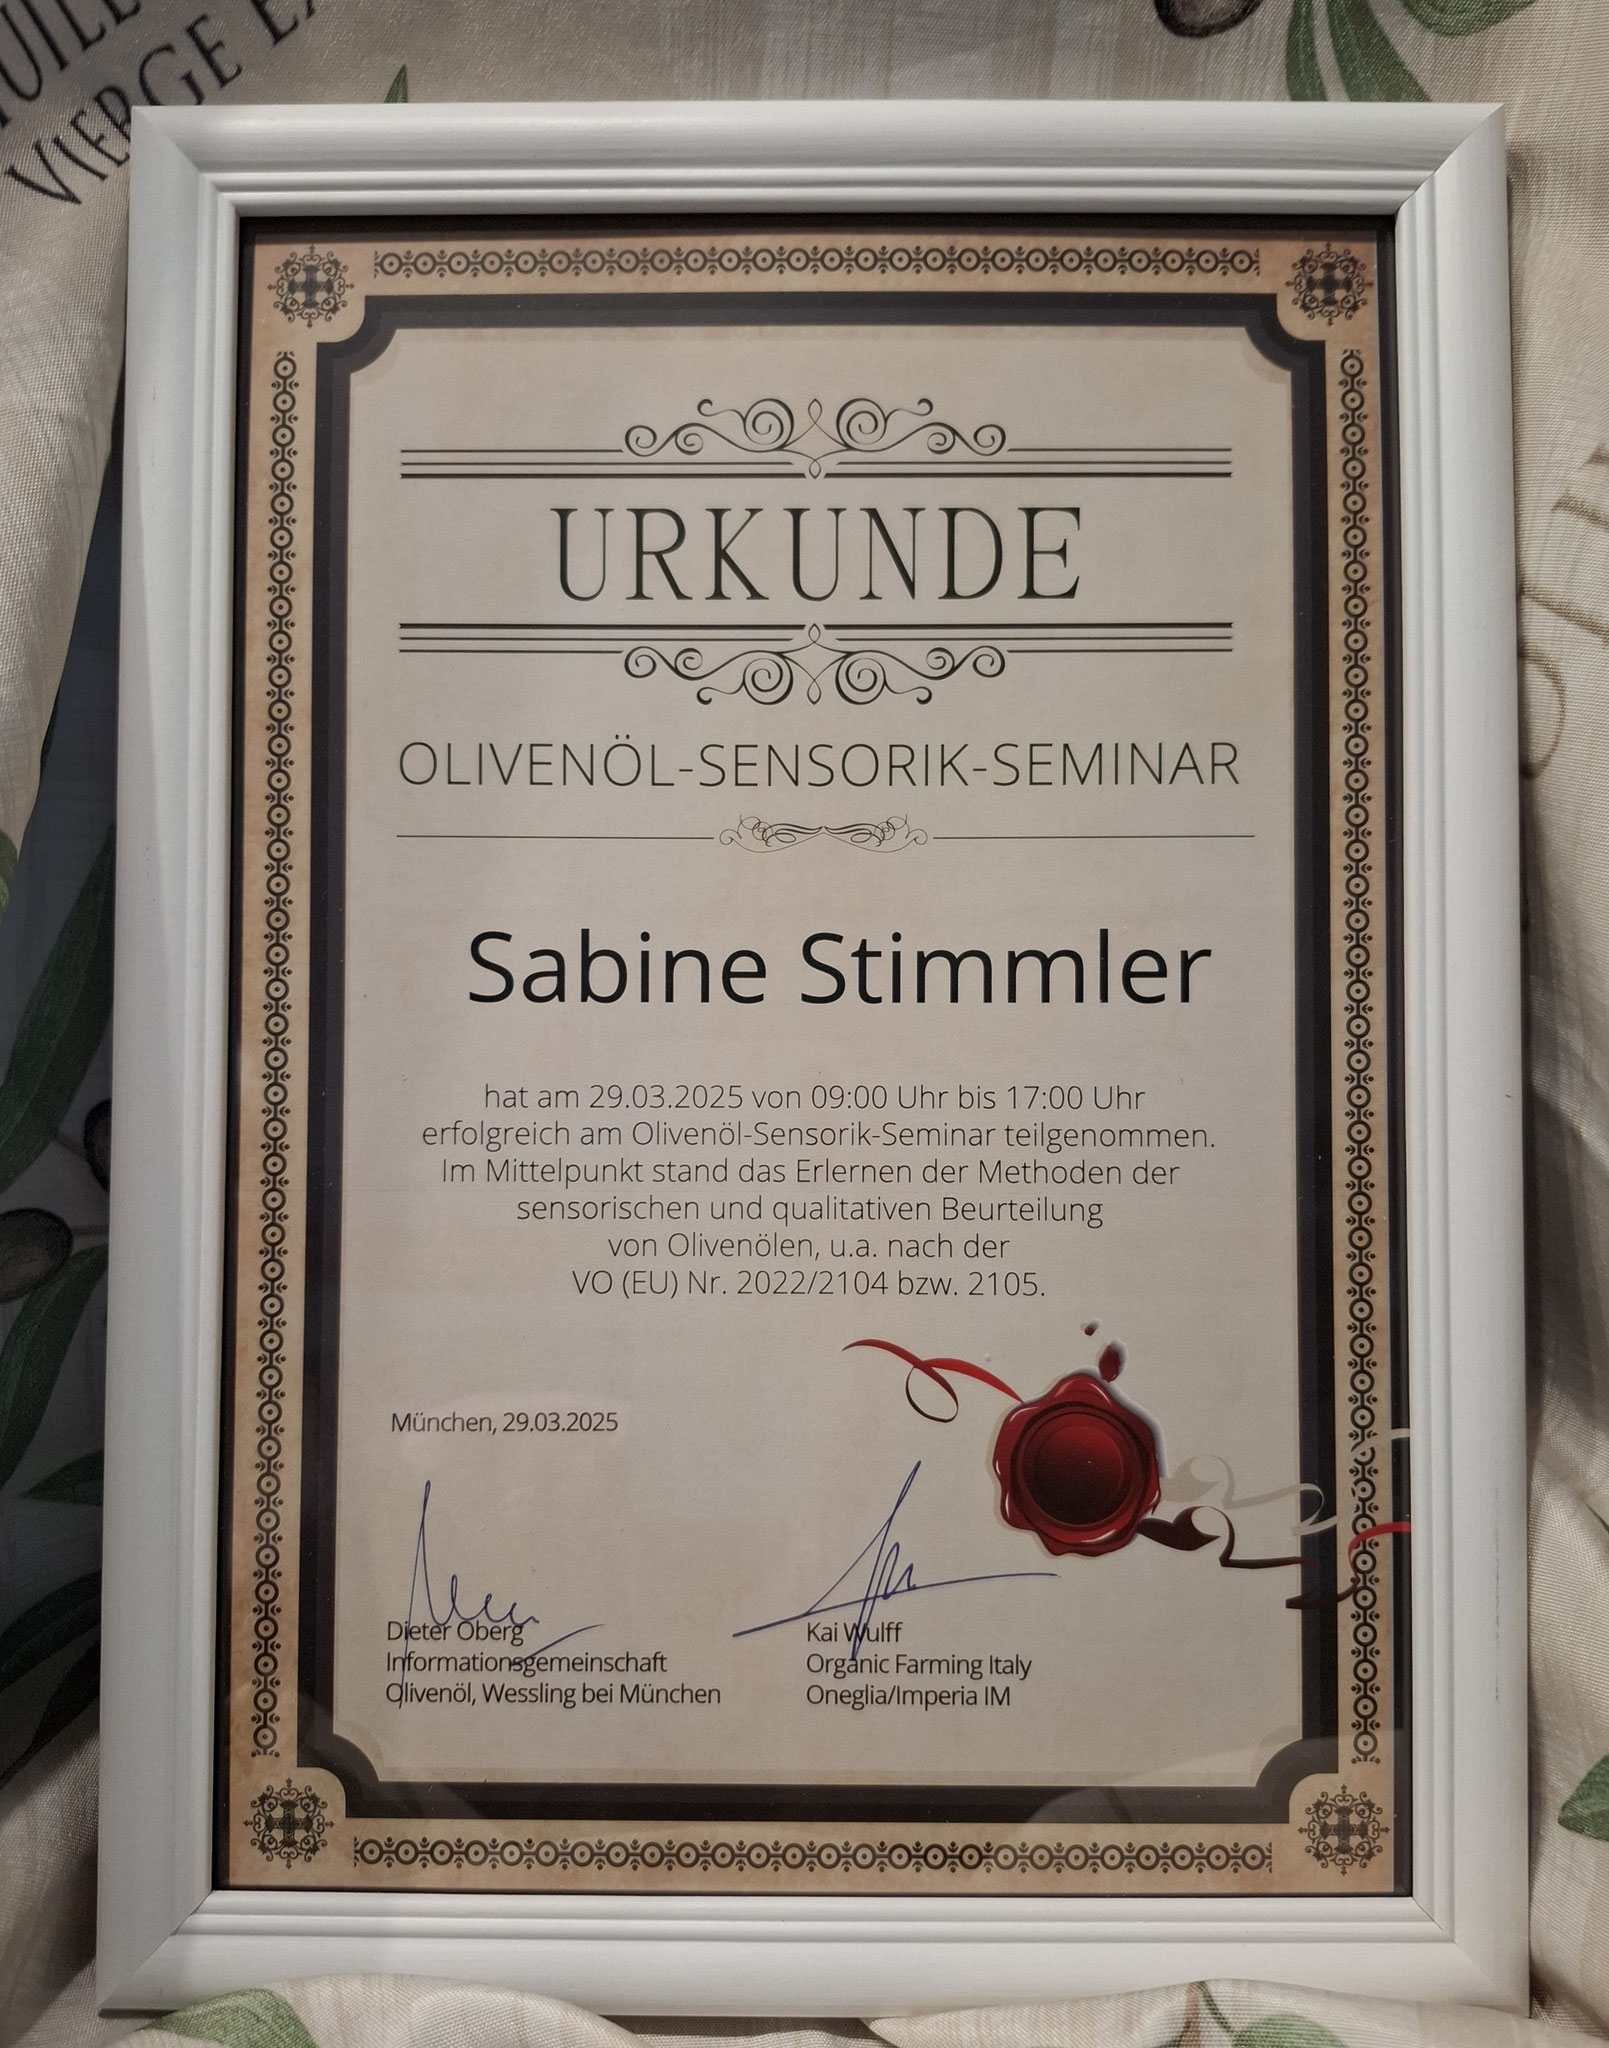 VIERGE
URKUNDE
OLIVENÖL-SENSORIK-SEMINAR
Sabine Stimmler
hat am 29.03.2025 von 09:00 Uhr bis 17:00 Uhr
erfolgreich am Olivenöl-Sensorik-Seminar teilgenommen.
Im Mittelpunkt stand das Erlernen der Methoden der
sensorischen und qualitativen Beurteilung
von Olivenölen, u.a. nach der
VO (EU) Nr. 2022/2104 bzw. 2105.
München, 29.03.2025
Dieter Oberg
Informationsgemeinschaft
Olivenöl, Wessling bei München
Kai Wulff
Organic Farming Italy
Oneglia/Imperia IM